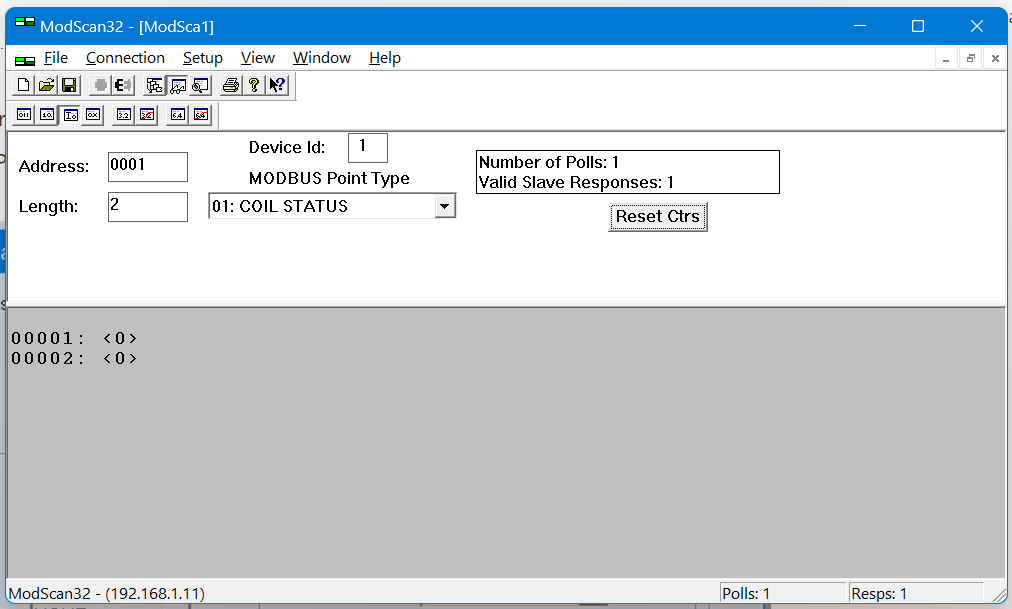 ModScan32 - [ModSca1]
File Connection Setup View Window Help
Address: 0001
Device Id: 1
MODBUS Point Type
Length: 2
01: COIL STATUS
Number of Polls: 1
Valid Slave Responses: 1
Reset Ctrs
00001: <0>
00002: <0>
ModScan32 - (192.168.1.11)
Polls: 1
Resps: 1